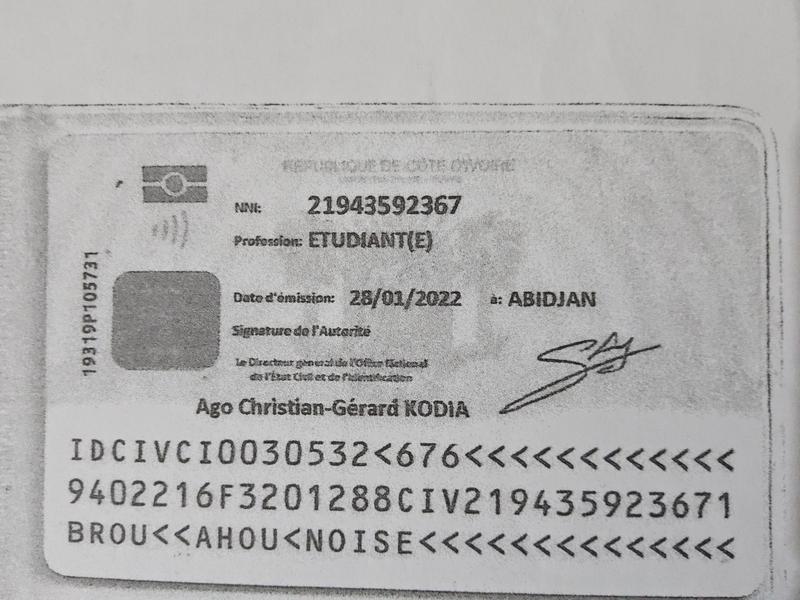 RÉPUBLIQUE DE CÔTE D'IVOIRE
NNI: 21943592367
Profession: ETUDIANT(E)
19319P105731
Date d'émission: 28/01/2022 à: ABIDJAN
Signature de l'Autorité
Le Directeur général de l'Office National
de l'État Civil et de l'Identification
Ago Christian-Gérard KODIA
IDCIVCI0030532<676<<<<<<<<<<<<
9402216F3201288CIV219435923671
BROU<<AHOU<NOISE<<<<<<<<<<<<<<